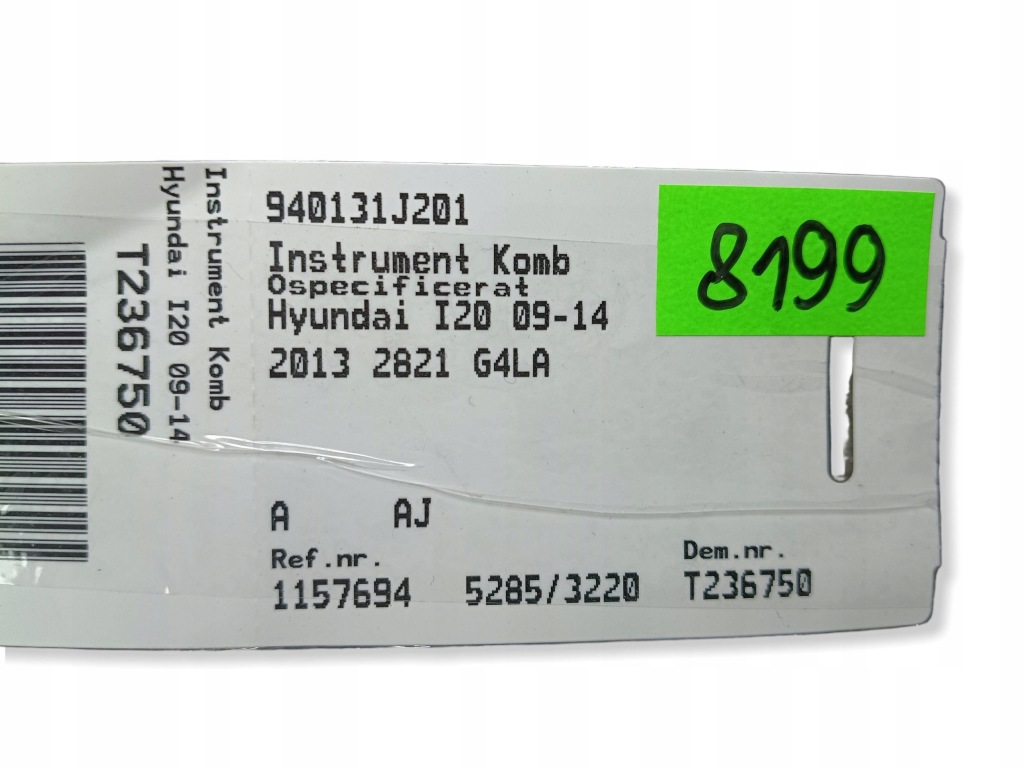 Instrument Komb
Hyundai I20 09-14
T236750
940131J201
Instrument Komb
Ospecificerat
Hyundai I20 09-14
2013 2821 G4LA
A AJ
Ref.nr.
1157694 5285/3220
Dem.nr.
T236750
8199